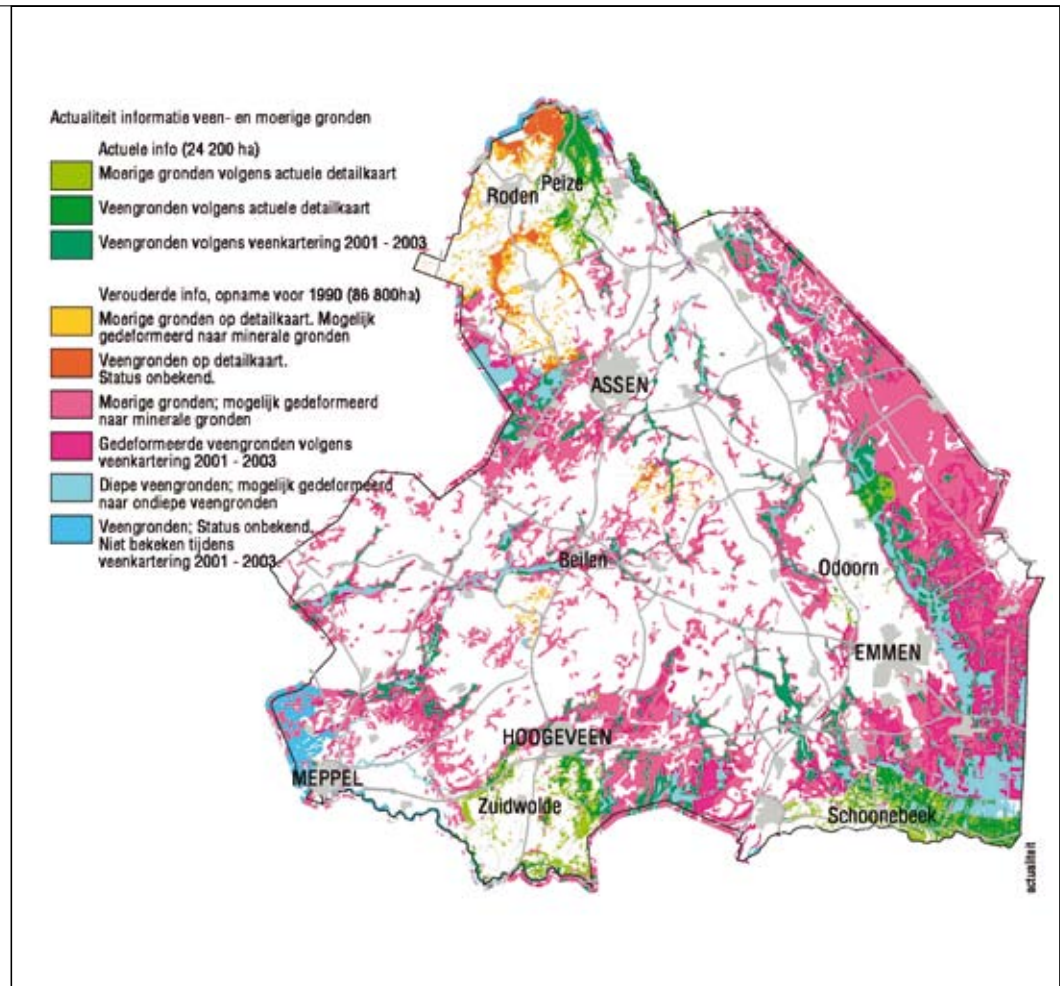 Actualiteit informatie veen- en moerige gronden
Actuele info (24 200 ha)
Moerige gronden volgens actuele detailkaart
Veengronden volgens actuele detailkaart
Veengronden volgens veenkartering 2001 - 2003
Verouderde info, opname voor 1990 (86 800ha)
Moerige gronden op detailkaart. Mogelijk
gedeformeerd naar minerale gronden
Veengronden op detailkaart.
Status onbekend.
Moerige gronden; mogelijk gedeformeerd
naar minerale gronden
Gedeformeerde veengronden volgens
veenkartering 2001 - 2003
Diepe veengronden; mogelijk gedeformeerd
naar ondiepe veengronden
Veengronden; Status onbekend.
Niet bekeken tijdens
veenkartering 2001 - 2003
Peize
Roden
ASSEN
Beilen
Odoorn
EMMEN
HOOGEVEEN
MEPPEL
Zuidwolde
Schoonebeek
actualiteit